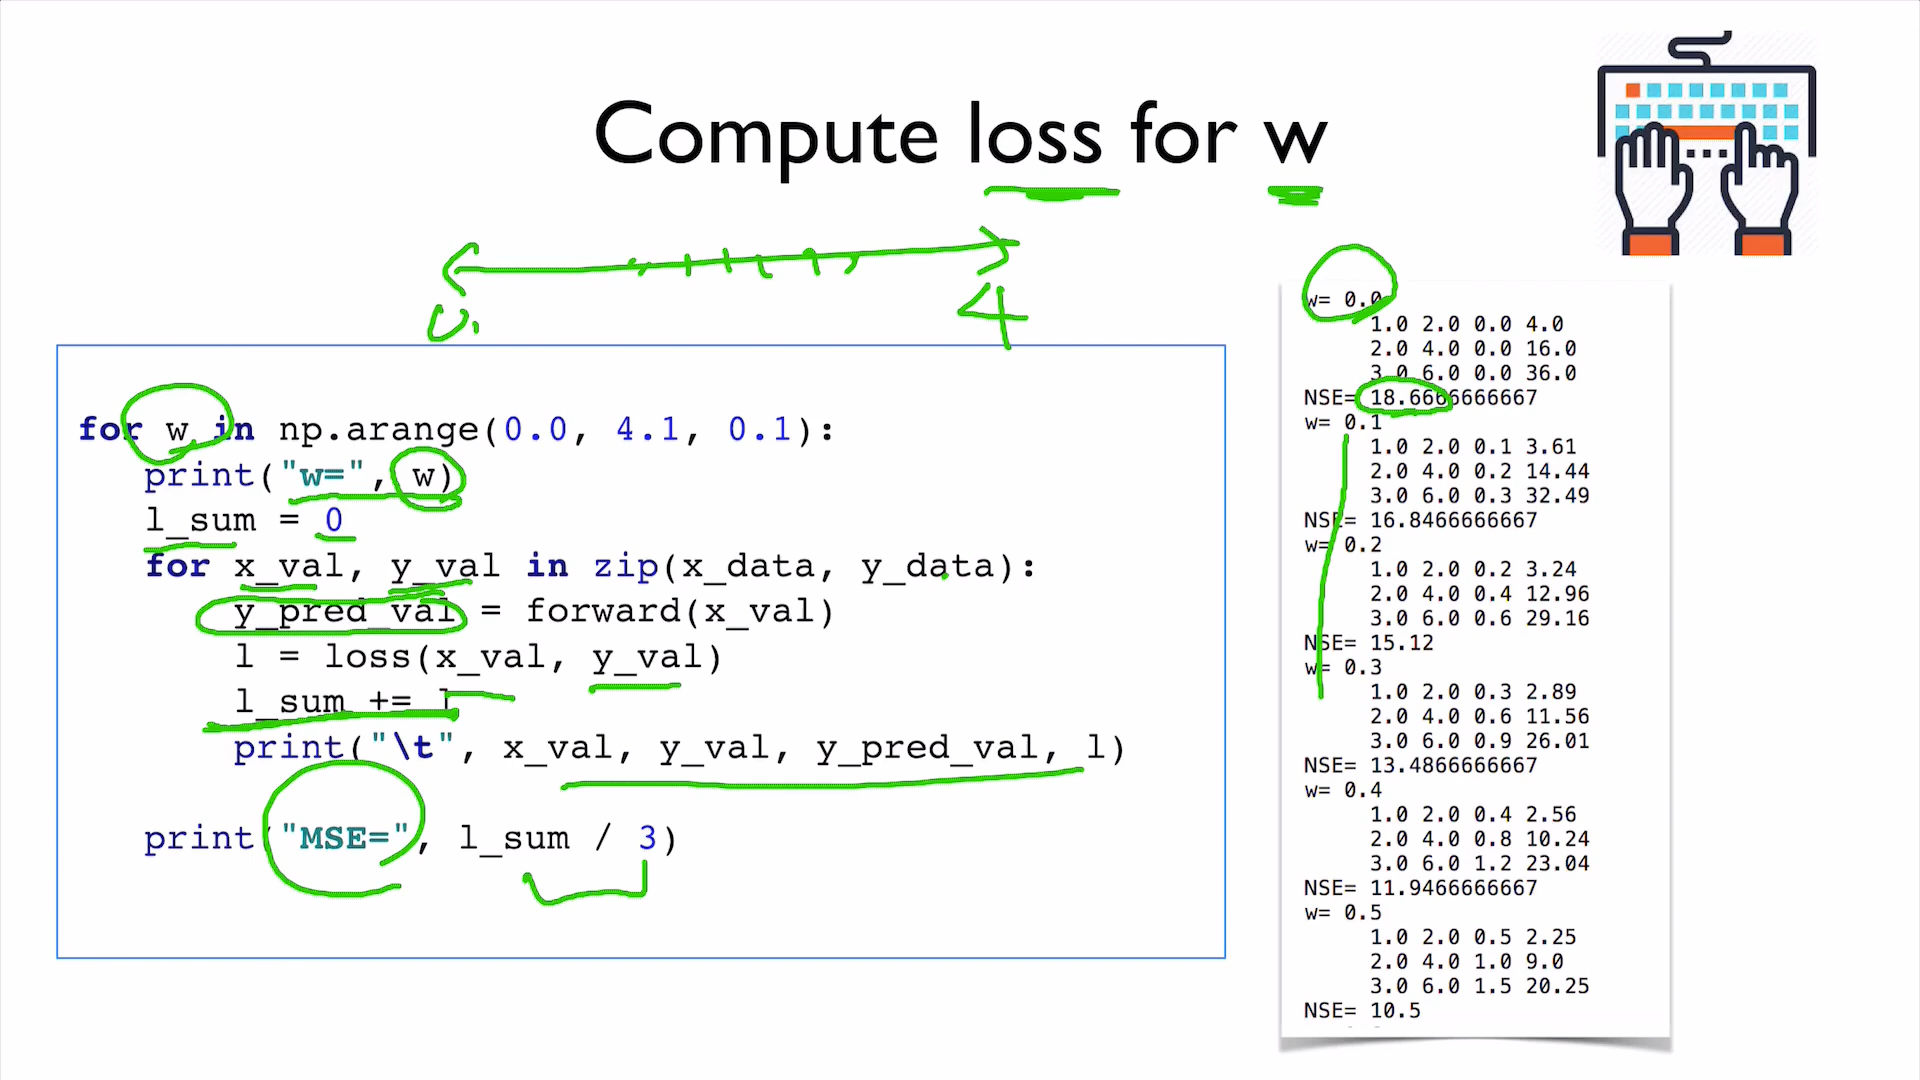 Compute loss for w
0.
4
for w in np.arange(0.0, 4.1, 0.1):
print("w=", w)
l_sum = 0
for x_val, y_val in zip(x_data, y_data):
y_pred_val = forward(x_val)
l = loss(x_val, y_val)
l_sum += l
print("\t", x_val, y_val, y_pred_val, l)
print("MSE=", l_sum / 3)
w= 0.0
1.0 2.0 0.0 4.0
2.0 4.0 0.0 16.0
3.0 6.0 0.0 36.0
NSE= 18.6666666667
w= 0.1
1.0 2.0 0.1 3.61
2.0 4.0 0.2 14.44
3.0 6.0 0.3 32.49
NSE= 16.8466666667
w= 0.2
1.0 2.0 0.2 3.24
2.0 4.0 0.4 12.96
3.0 6.0 0.6 29.16
NSE= 15.12
w= 0.3
1.0 2.0 0.3 2.89
2.0 4.0 0.6 11.56
3.0 6.0 0.9 26.01
NSE= 13.4866666667
w= 0.4
1.0 2.0 0.4 2.56
2.0 4.0 0.8 10.24
3.0 6.0 1.2 23.04
NSE= 11.9466666667
w= 0.5
1.0 2.0 0.5 2.25
2.0 4.0 1.0 9.0
3.0 6.0 1.5 20.25
NSE= 10.5